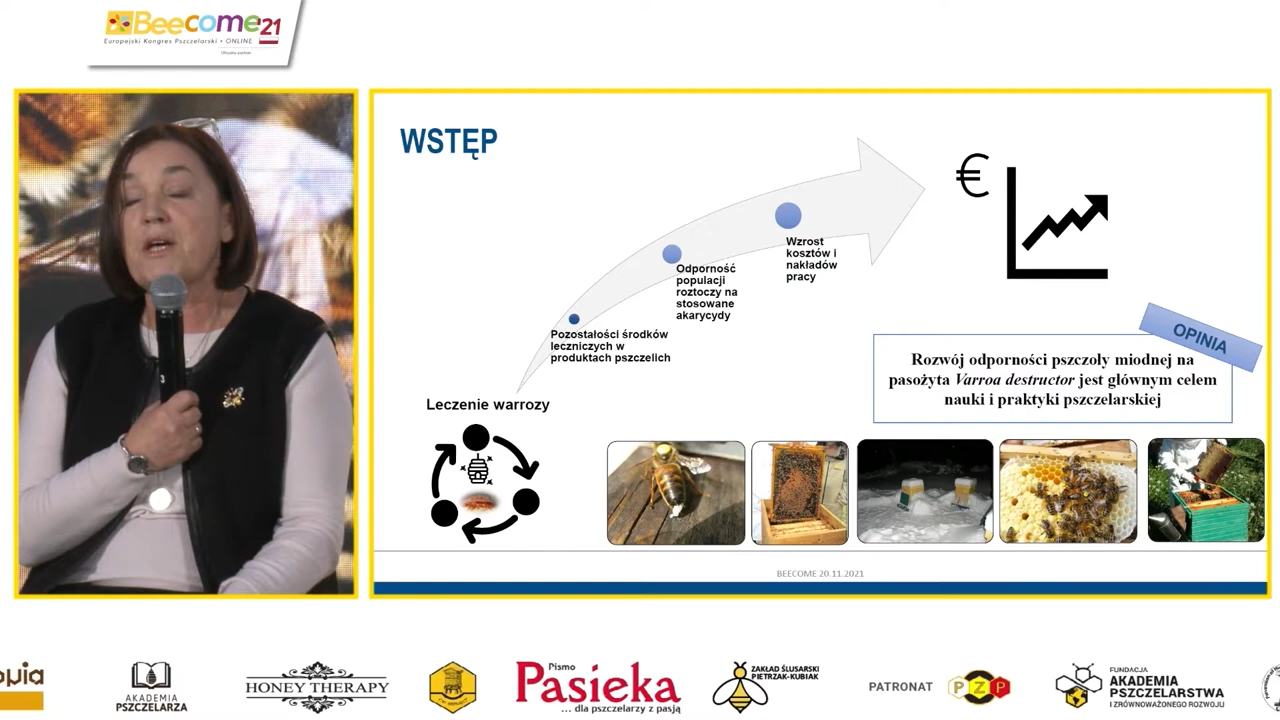 Beecome'21
Europejski Kongres Pszczelarski • ONLINE
WSTĘP
€
Wzrost
kosztów i
nakładów
pracy
Odporność
populacji
roztoczy na
stosowane
akarycydy
Pozostałości środków
leczniczych w
produktach pszczelich
Leczenie warrozy
OPINIA
Rozwój odporności pszczoły miodnej na
pasożyta Varroa destructor jest głównym celem
nauki i praktyki pszczelarskiej
BEECOME 20.11.2021
AKADEMIA
PSZCZELARZA
HONEY THERAPY
Pismo
Pasieka
... dla pszczelarzy z pasją
ZAKŁAD ŚLUSARSKI
PIETRZAK-KUBIAK
PATRONAT
PZP
FUNDACJA
AKADEMIA
PSZCZELARSTWA
I ZRÓWNOWAŻONEGO ROZWOJU